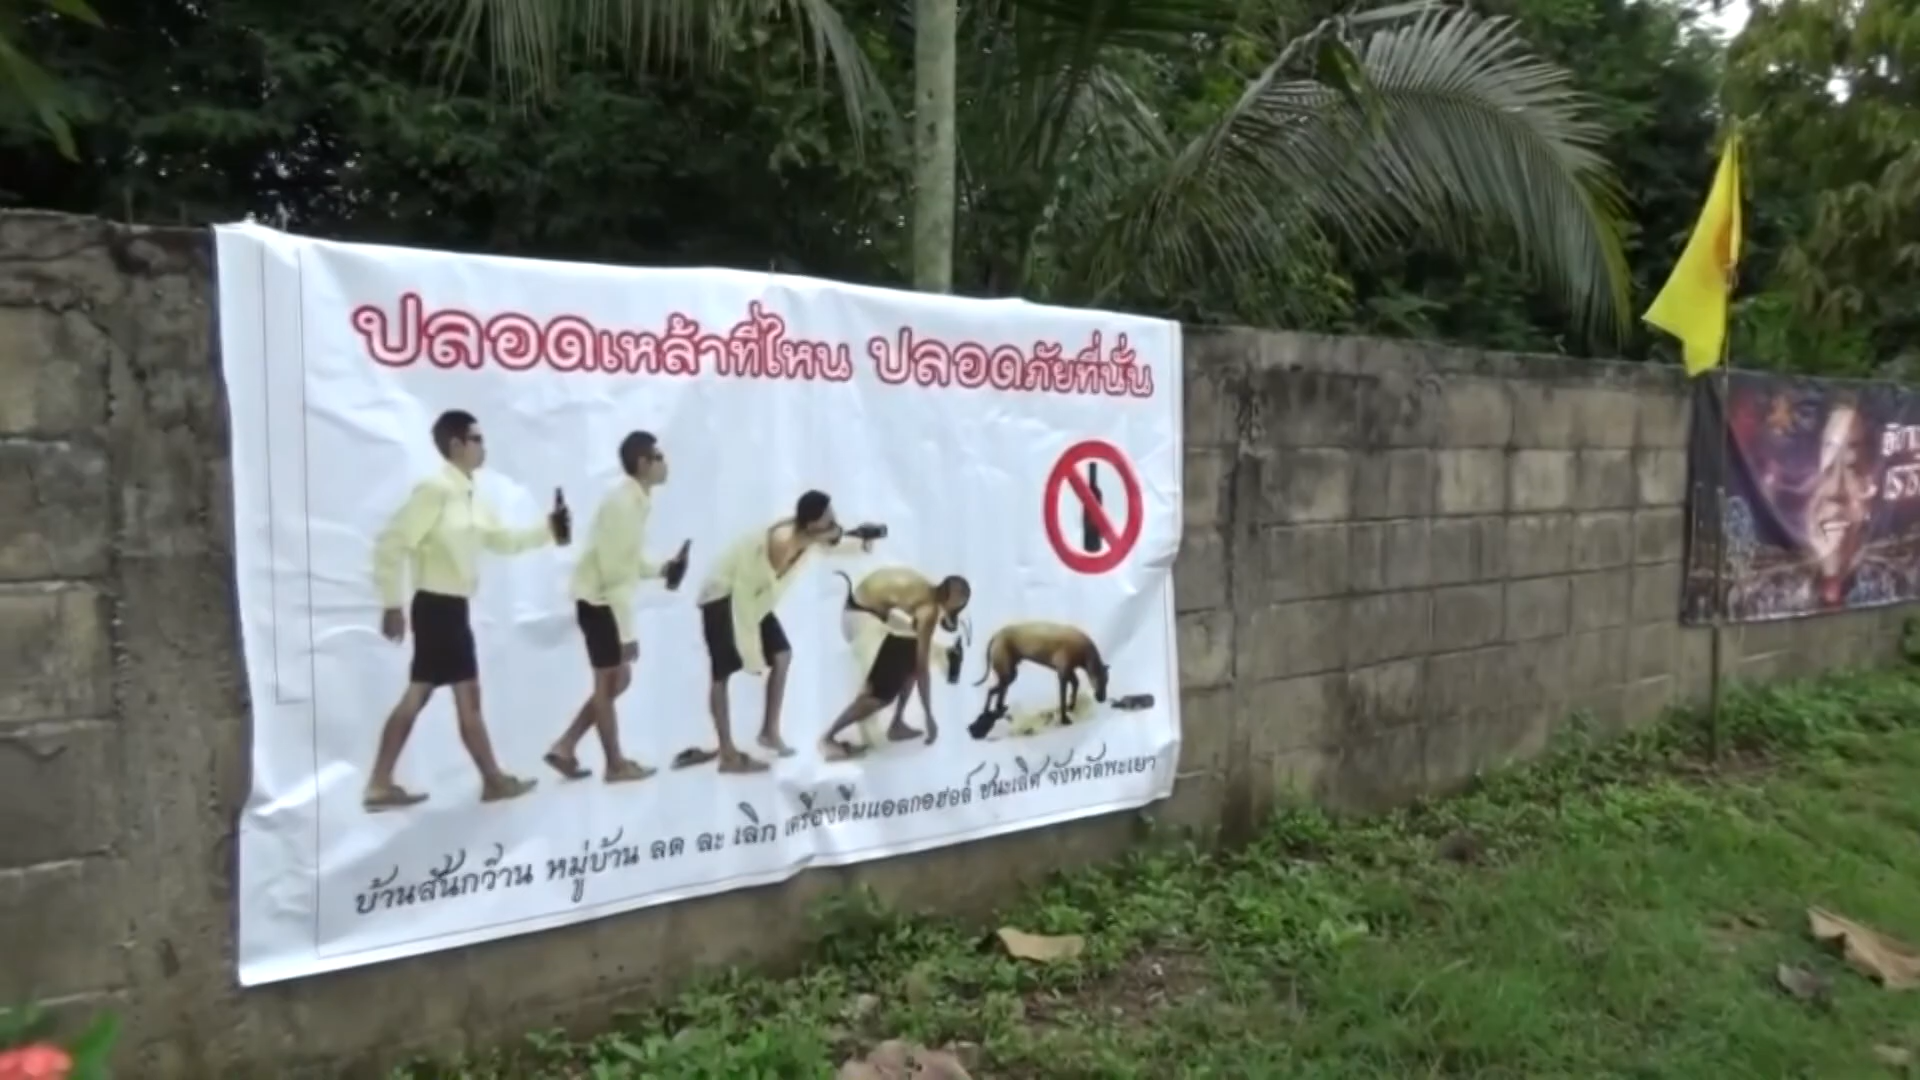 ปลอดเหล้าที่ไหน ปลอดภัยที่นั่น
บ้านสันกว๊าน หมู่บ้าน ลด ละ เลิก เครื่องดื่มแอลกอฮอล์ ชนะเลิศ จังหวัดพะเยา